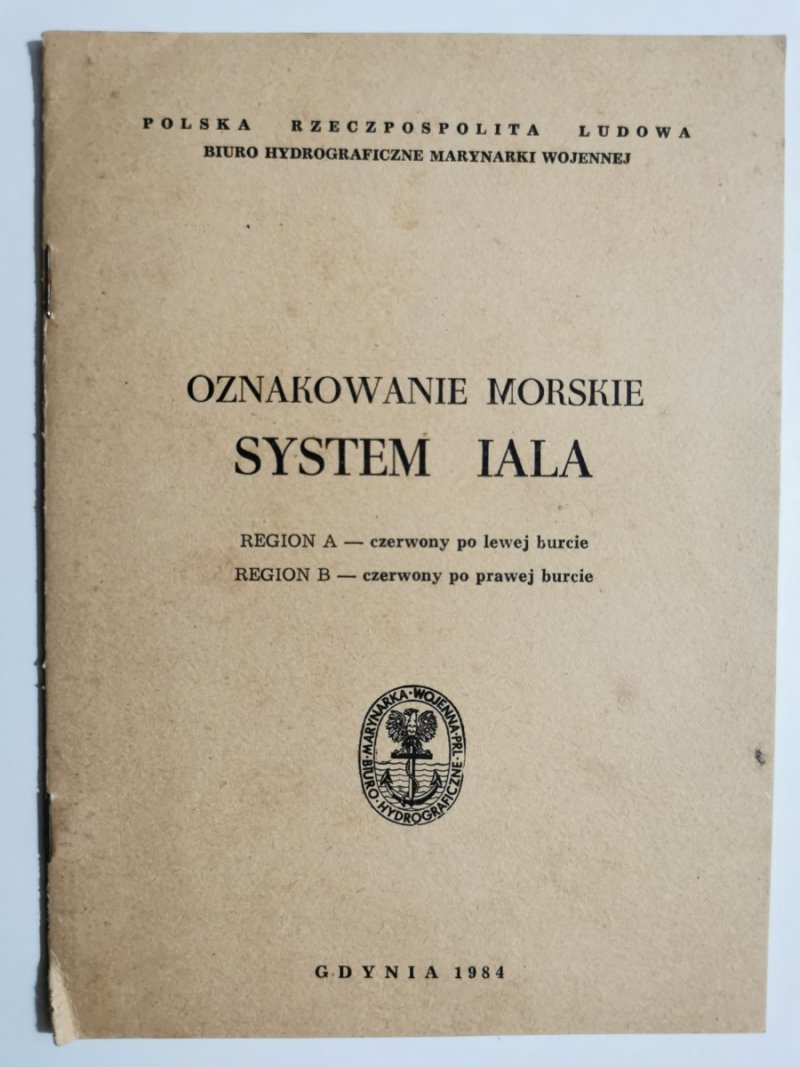 POLSKA RZECZPOSPOLITA LUDOWA
BIURO HYDROGRAFICZNE MARYNARKI WOJENNEJ
OZNAKOWANIE MORSKIE
SYSTEM IALA
REGION A — czerwony po lewej burcie
REGION B — czerwony po prawej burcie
MARYNARKA·WOJENNA·PRL·
BIURO·HYDROGRAFICZNE·
GDYNIA 1984